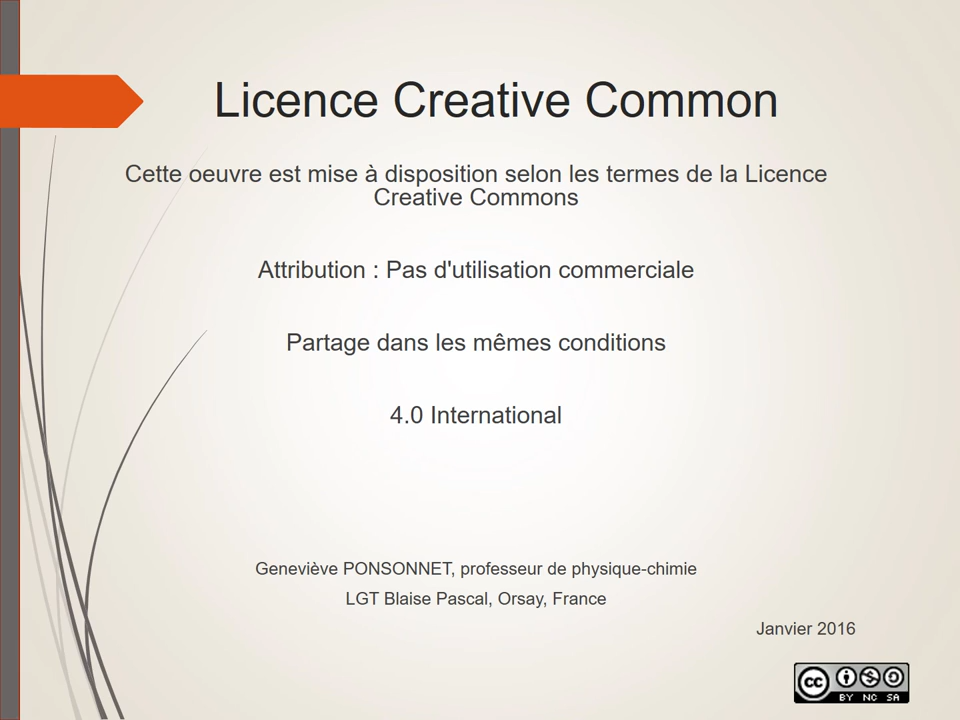 Licence Creative Common
Cette oeuvre est mise à disposition selon les termes de la Licence
Creative Commons
Attribution : Pas d'utilisation commerciale
Partage dans les mêmes conditions
4.0 International
Geneviève PONSONNET, professeur de physique-chimie
LGT Blaise Pascal, Orsay, France
Janvier 2016
cc
BY NC SA